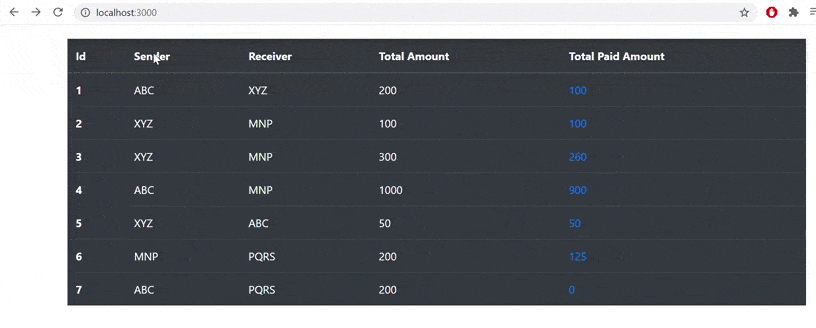 localhost:3000
Id Sender Receiver Total Amount Total Paid Amount
1 ABC XYZ 200 100
2 XYZ MNP 100 100
3 XYZ MNP 300 260
4 ABC MNP 1000 900
5 XYZ ABC 50 50
6 MNP PQRS 200 125
7 ABC PQRS 200 0